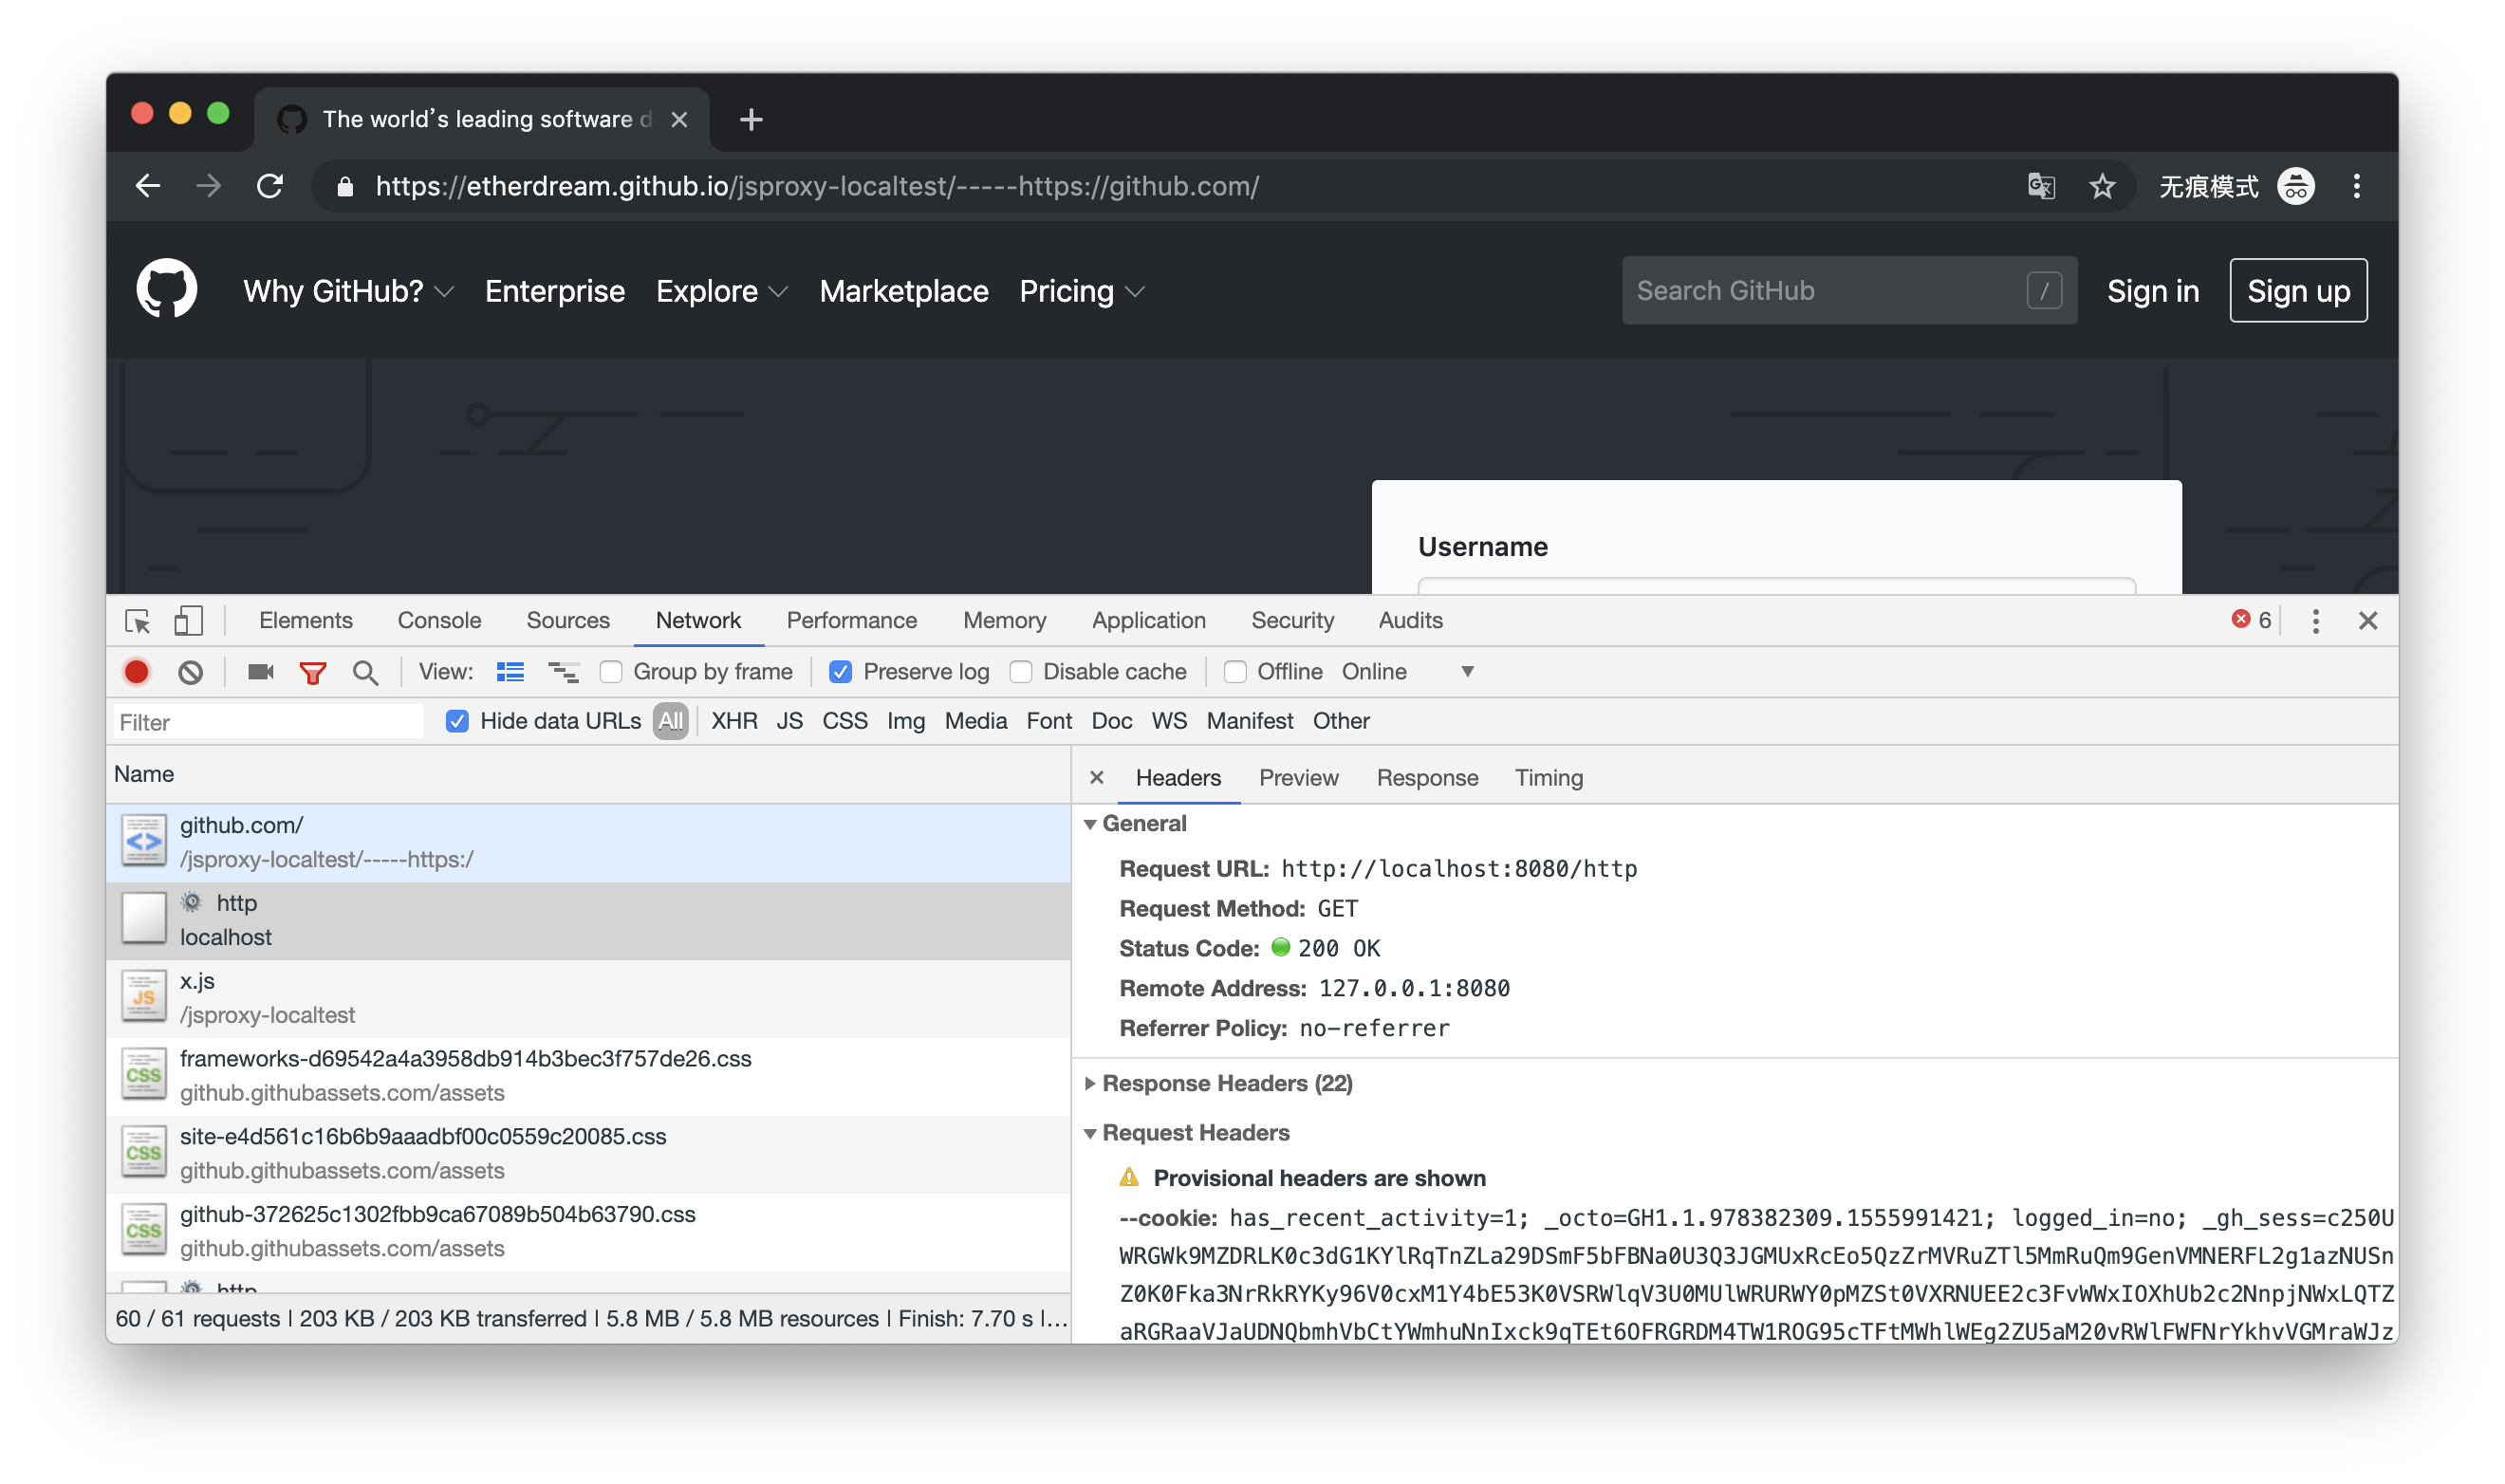 The world's leading software d
https://etherdream.github.io/jsproxy-localtest/-----https://github.com/
无痕模式
Why GitHub? Enterprise Explore Marketplace Pricing
Search GitHub /
Sign in Sign up
Username
Elements Console Sources Network Performance Memory Application Security Audits 6
View: Group by frame Preserve log Disable cache Offline Online
Filter Hide data URLs All XHR JS CSS Img Media Font Doc WS Manifest Other
Name
github.com/
/jsproxy-localtest/-----https:/
http
localhost
x.js
/jsproxy-localtest
frameworks-d69542a4a3958db914b3bec3f757de26.css
github.githubassets.com/assets
site-e4d561c16b6b9aaadbf00c0559c20085.css
github.githubassets.com/assets
github-372625c1302fbb9ca67089b504b63790.css
github.githubassets.com/assets
http
60 / 61 requests | 203 KB / 203 KB transferred | 5.8 MB / 5.8 MB resources | Finish: 7.70 s |...
Headers Preview Response Timing
General
Request URL: http://localhost:8080/http
Request Method: GET
Status Code: 200 OK
Remote Address: 127.0.0.1:8080
Referrer Policy: no-referrer
Response Headers (22)
Request Headers
Provisional headers are shown
--cookie: has_recent_activity=1; _octo=GH1.1.978382309.1555991421; logged_in=no; _gh_sess=c250U
WRGWk9MZDRLK0c3dG1KYlRqTnZLa29DSmF5bFBNa0U3Q3JGMUxRcEo5QzZrMVRuZTl5MmRuQm9GenVMNERFL2g1azNUSn
Z0K0Fka3NrRkRYKy96V0cxM1Y4bE53K0VSRWlqV3U0MUlWRURWY0pMZSt0VXRNUEE2c3FvWWxIOXhUb2c2NnpjNWxLQTZ
aRGRaaVJaUDNQbmhVbCtYWmhuNnIxck9qTEt6OFRGRDM4TW1ROG95cTFtMWhlWEg2ZU5aM20vRWlFWFNrYkhvVGMraWJz